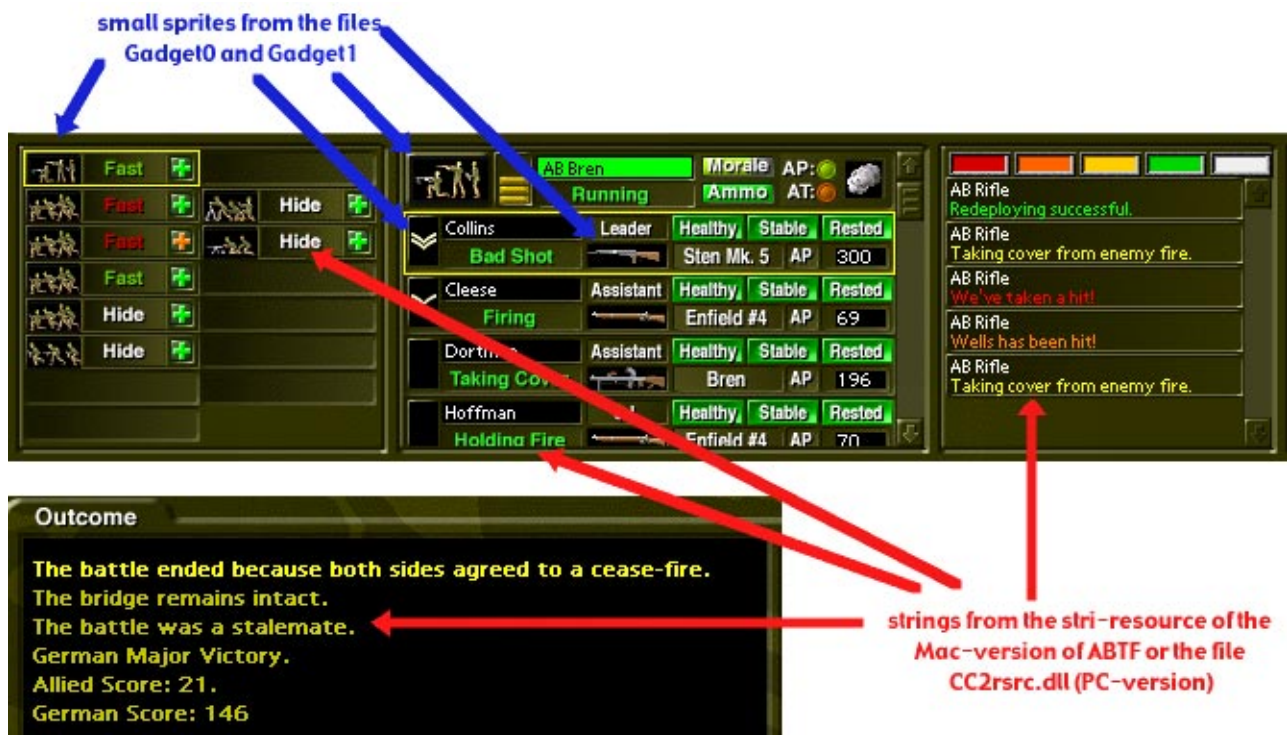 small sprites from the files
Gadget0 and Gadget1
Fast
Fast
Hide
Fast
Hide
Fast
Hide
Hide
AB Bren
Morale
AP:
Running
Ammo
AT:
Collins
Leader
Healthy
Stable
Rested
Bad Shot
Sten Mk. 5
AP
300
Cleese
Assistant
Healthy
Stable
Rested
Firing
Enfield #4
AP
69
Assistant
Healthy
Stable
Rested
Taking Cover
Bren
AP
196
Hoffman
Healthy
Stable
Rested
Holding Fire
Enfield #4
AP
70
AB Rifle
Redeploying successful.
AB Rifle
Taking cover from enemy fire.
AB Rifle
We've taken a hit!
AB Rifle
Wells has been hit!
AB Rifle
Taking cover from enemy fire.
Outcome
The battle ended because both sides agreed to a cease-fire.
The bridge remains intact.
The battle was a stalemate.
German Major Victory.
Allied Score: 21.
German Score: 146
strings from the stri-resource of the
Mac-version of ABTF or the file
CC2rsrc.dll (PC-version)